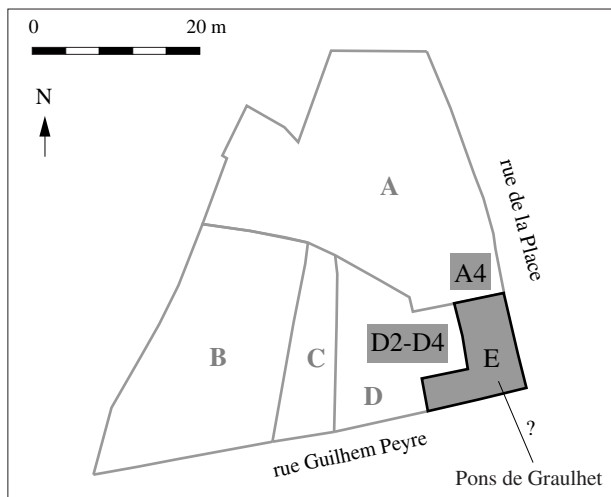 0 20 m
N
A
rue de la Place
A4
D2-D4
B
C
E
D
?
rue Guilhem Peyre
Pons de Graulhet